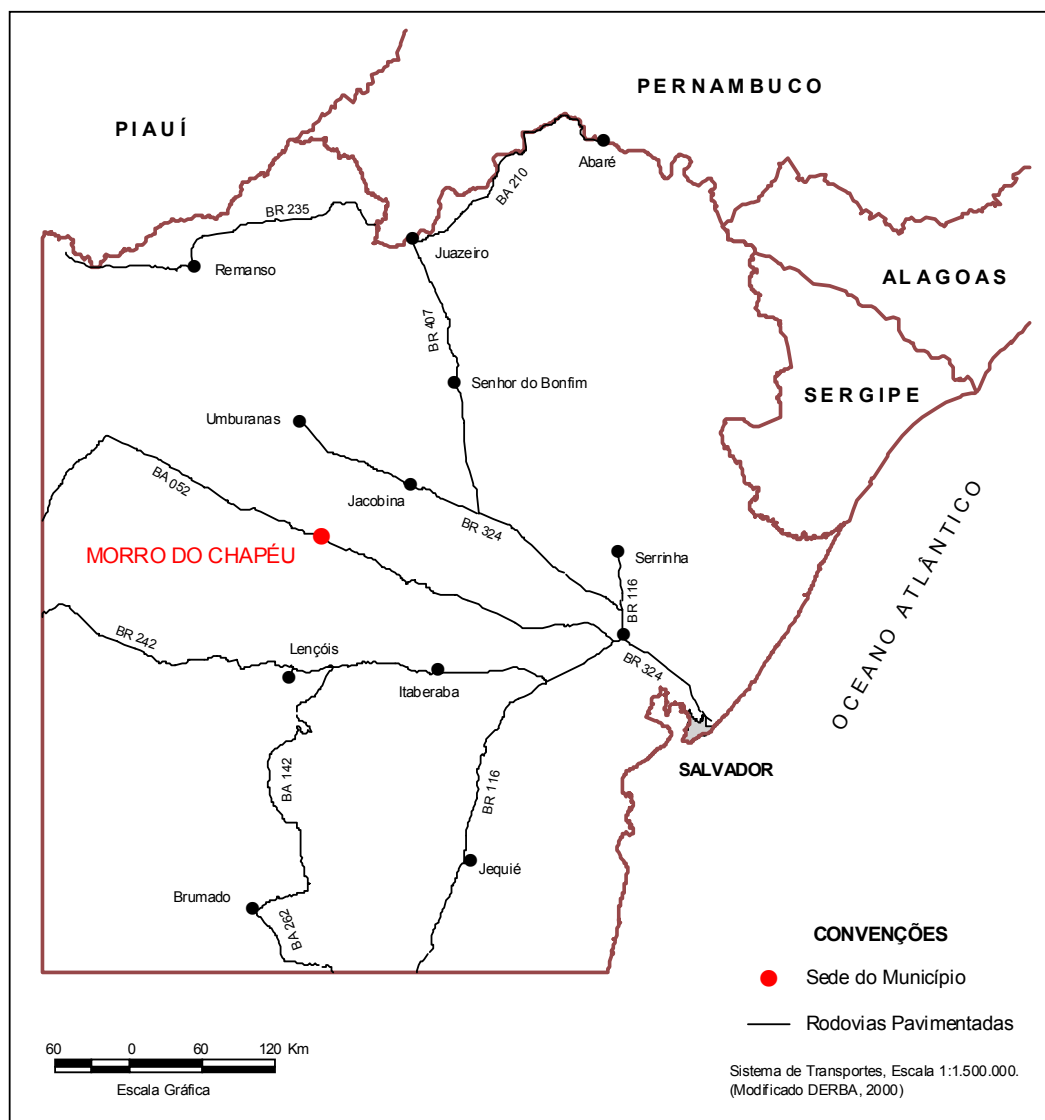 PERNAMBUCO
PIAUÍ
Abaré
BA 210
BR 235
Juazeiro
Remanso
ALAGOAS
BR 407
Senhor do Bonfim
SERGIPE
Umburanas
BA 052
Jacobina
BR 324
MORRO DO CHAPÉU
Serrinha
BR 116
OCEANO ATLÂNTICO
BR 242
Lençóis
Itaberaba
BR 324
SALVADOR
BA 142
BR 116
Jequié
Brumado
BA 262
CONVENÇÕES
Sede do Município
Rodovias Pavimentadas
60 0 60 120 Km
Escala Gráfica
Sistema de Transportes, Escala 1:1.500.000.
(Modificado DERBA, 2000)